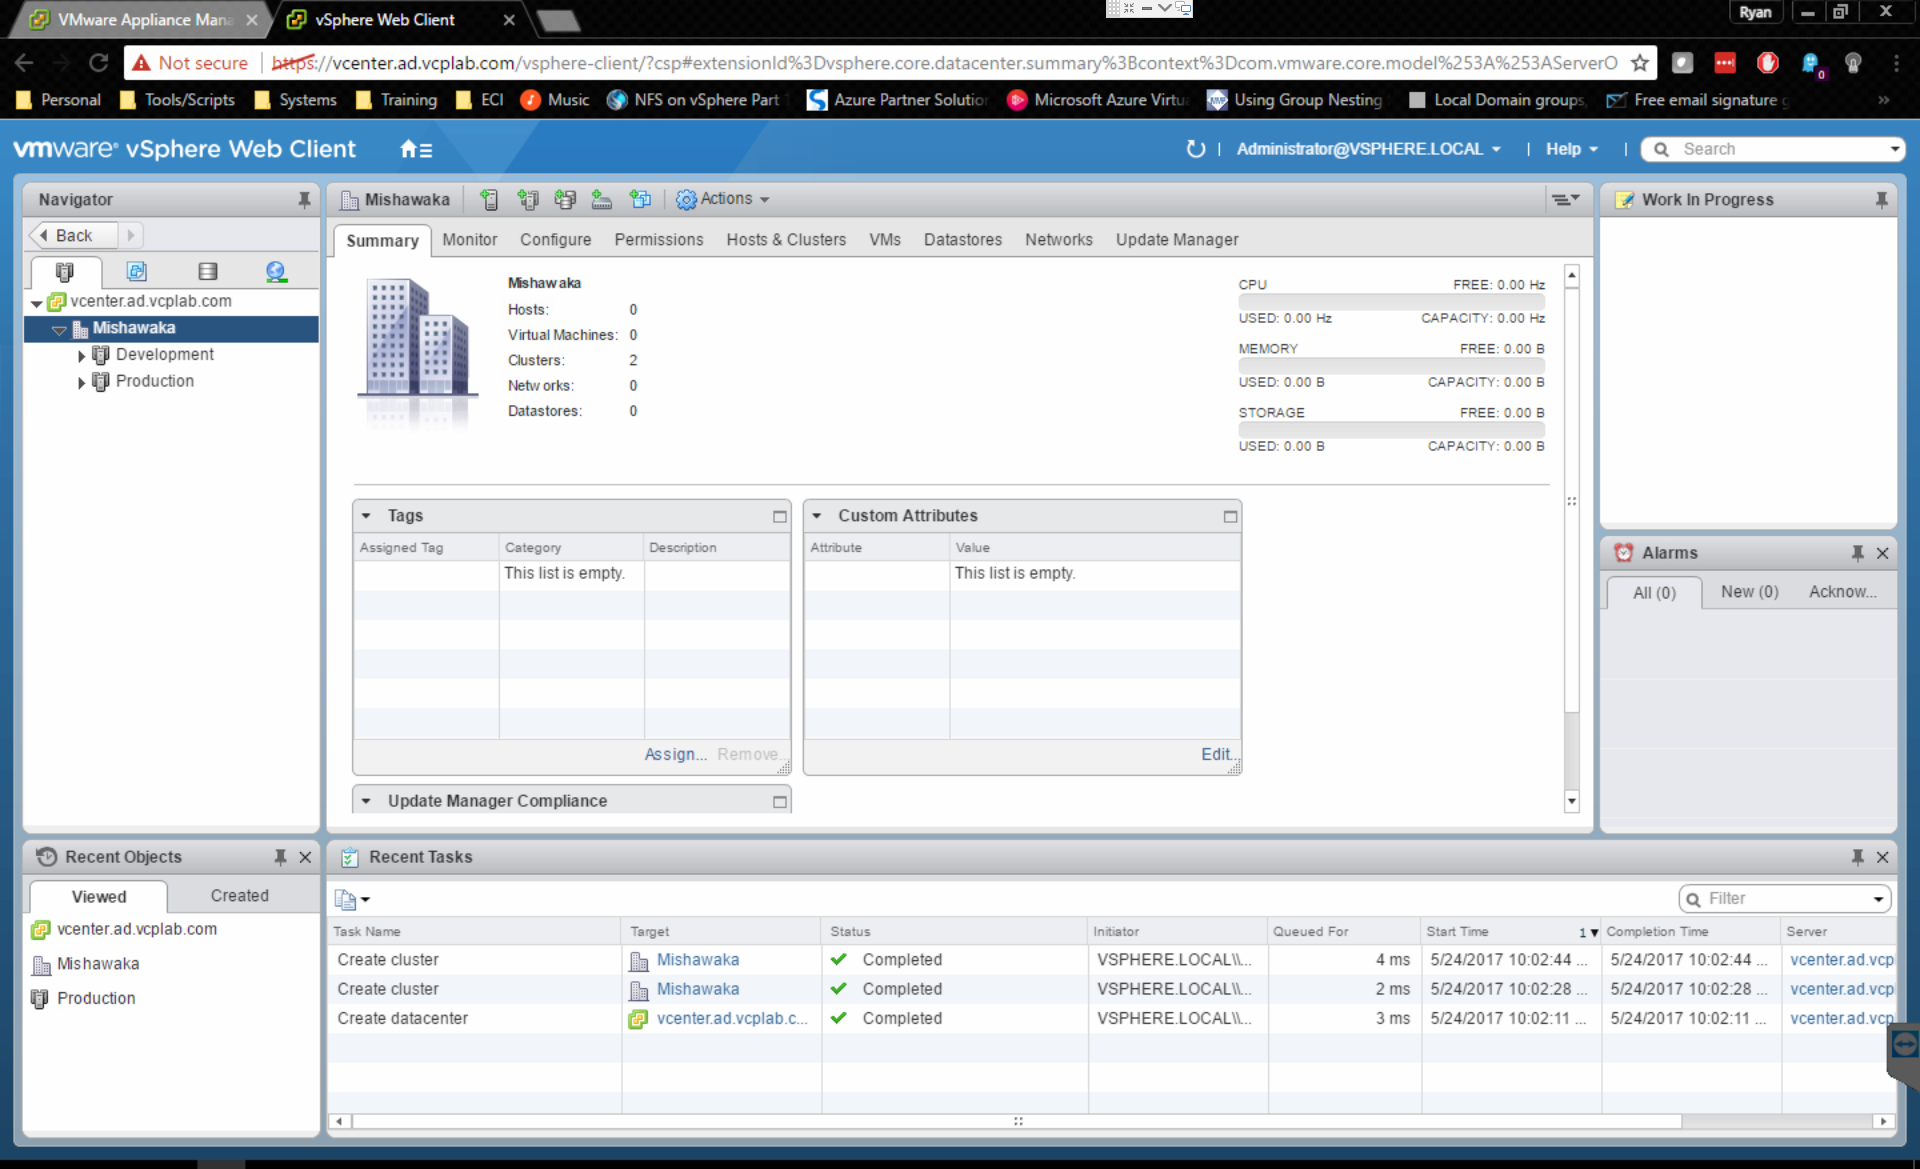 VMware Appliance Mana
vSphere Web Client
Ryan
Not secure
https://vcenter.ad.vcplab.com/vsphere-client/?csp#extensionId%3Dvsphere.core.datacenter.summary%3Bcontext%3Dcom.vmware.core.model%253A%253AServerO
0
Personal
Tools/Scripts
Systems
Training
ECI
Music
NFS on vSphere Part
Azure Partner Solution
Microsoft Azure Virtu
Using Group Nesting
Local Domain groups,
Free email signature g
vmware vSphere Web Client
Administrator@VSPHERE.LOCAL
Help
Search
Navigator
Back
vcenter.ad.vcplab.com
Mishawaka
Development
Production
Mishawaka
Actions
Summary
Monitor
Configure
Permissions
Hosts & Clusters
VMs
Datastores
Networks
Update Manager
Mishawaka
Hosts: 0
Virtual Machines: 0
Clusters: 2
Networks: 0
Datastores: 0
CPU FREE: 0.00 Hz
USED: 0.00 Hz CAPACITY: 0.00 Hz
MEMORY FREE: 0.00 B
USED: 0.00 B CAPACITY: 0.00 B
STORAGE FREE: 0.00 B
USED: 0.00 B CAPACITY: 0.00 B
Tags
Assigned Tag Category Description
This list is empty.
Assign... Remove...
Custom Attributes
Attribute Value
This list is empty.
Edit...
Update Manager Compliance
Work In Progress
Alarms
All (0) New (0) Acknow...
Recent Objects
Viewed Created
vcenter.ad.vcplab.com
Mishawaka
Production
Recent Tasks
Filter
Task Name Target Status Initiator Queued For Start Time 1 Completion Time Server
Create cluster Mishawaka Completed VSPHERE.LOCAL\\... 4 ms 5/24/2017 10:02:44 ... 5/24/2017 10:02:44 ... vcenter.ad.vcp
Create cluster Mishawaka Completed VSPHERE.LOCAL\\... 2 ms 5/24/2017 10:02:28 ... 5/24/2017 10:02:28 ... vcenter.ad.vcp
Create datacenter vcenter.ad.vcplab.c... Completed VSPHERE.LOCAL\\... 3 ms 5/24/2017 10:02:11 ... 5/24/2017 10:02:11 ... vcenter.ad.vcp